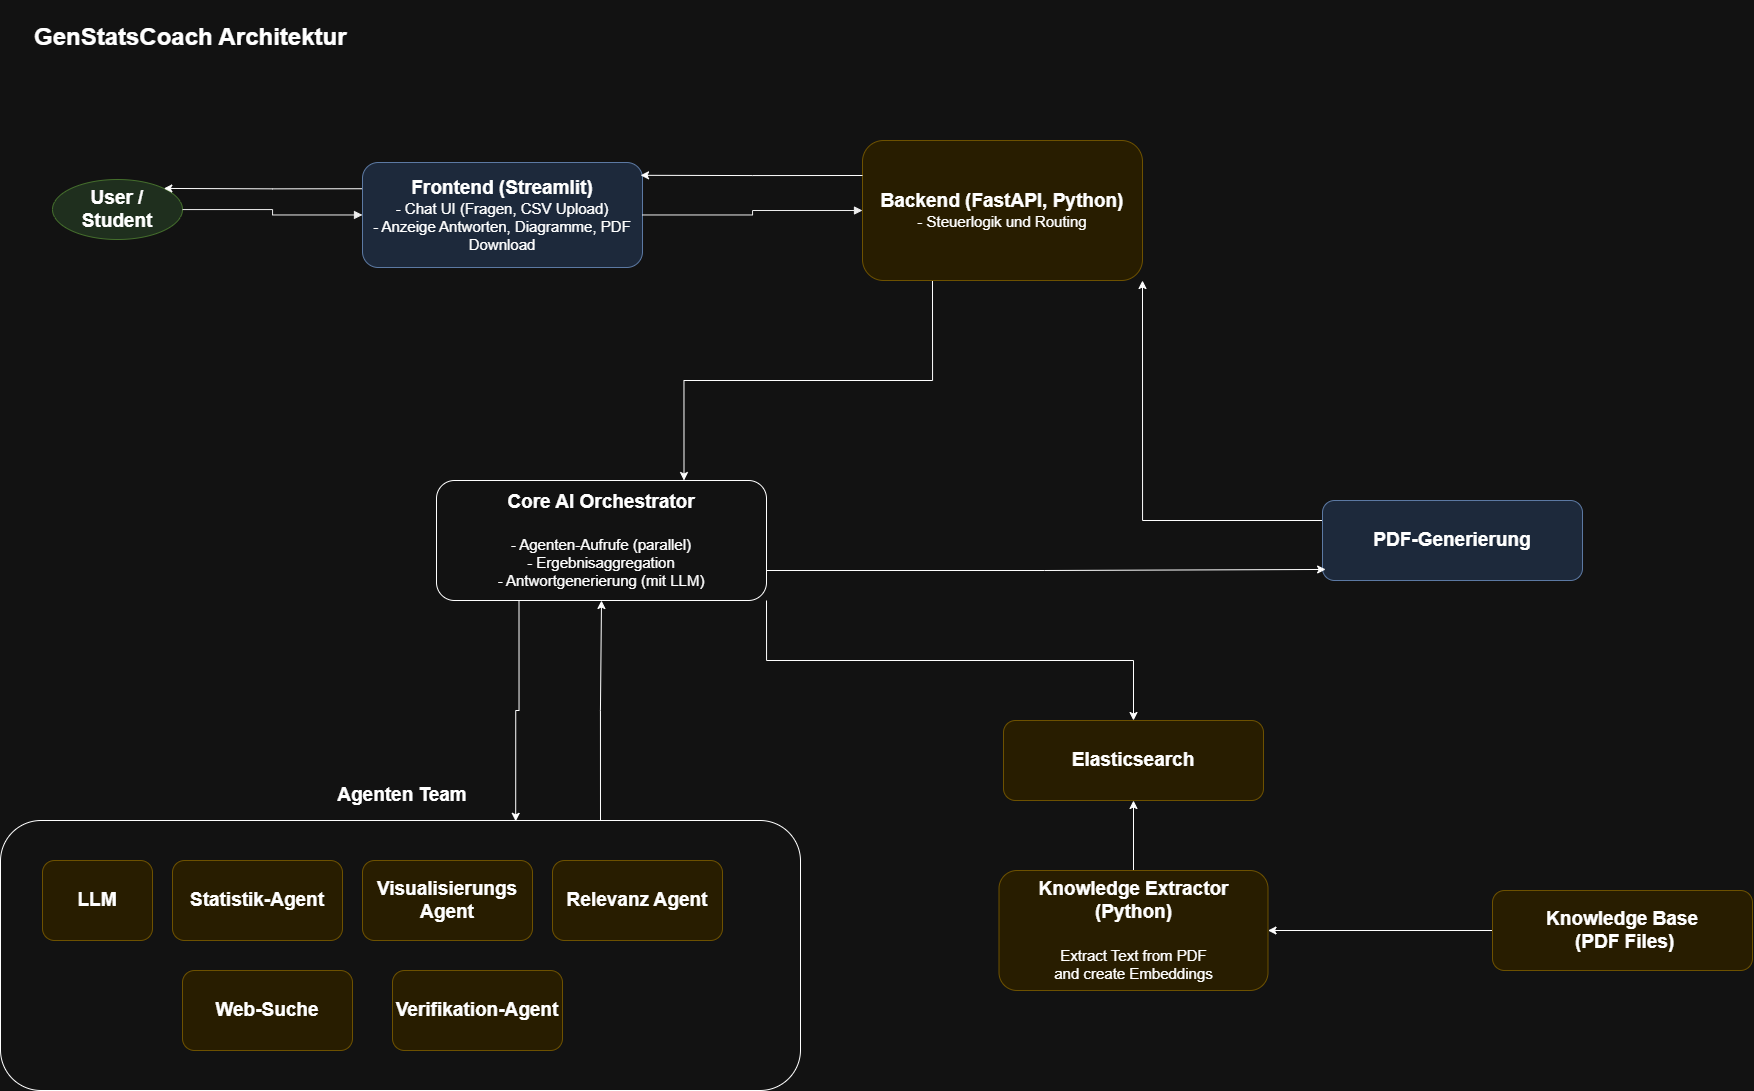 GenStatsCoach Architektur
User /
Student
Frontend (Streamlit)
- Chat UI (Fragen, CSV Upload)
- Anzeige Antworten, Diagramme, PDF
Download
Backend (FastAPI, Python)
- Steuerlogik und Routing
Core AI Orchestrator
- Agenten-Aufrufe (parallel)
- Ergebnisaggregation
- Antwortgenerierung (mit LLM)
PDF-Generierung
Elasticsearch
Agenten Team
LLM
Statistik-Agent
Visualisierungs
Agent
Relevanz Agent
Web-Suche
Verifikation-Agent
Knowledge Extractor
(Python)
Extract Text from PDF
and create Embeddings
Knowledge Base
(PDF Files)